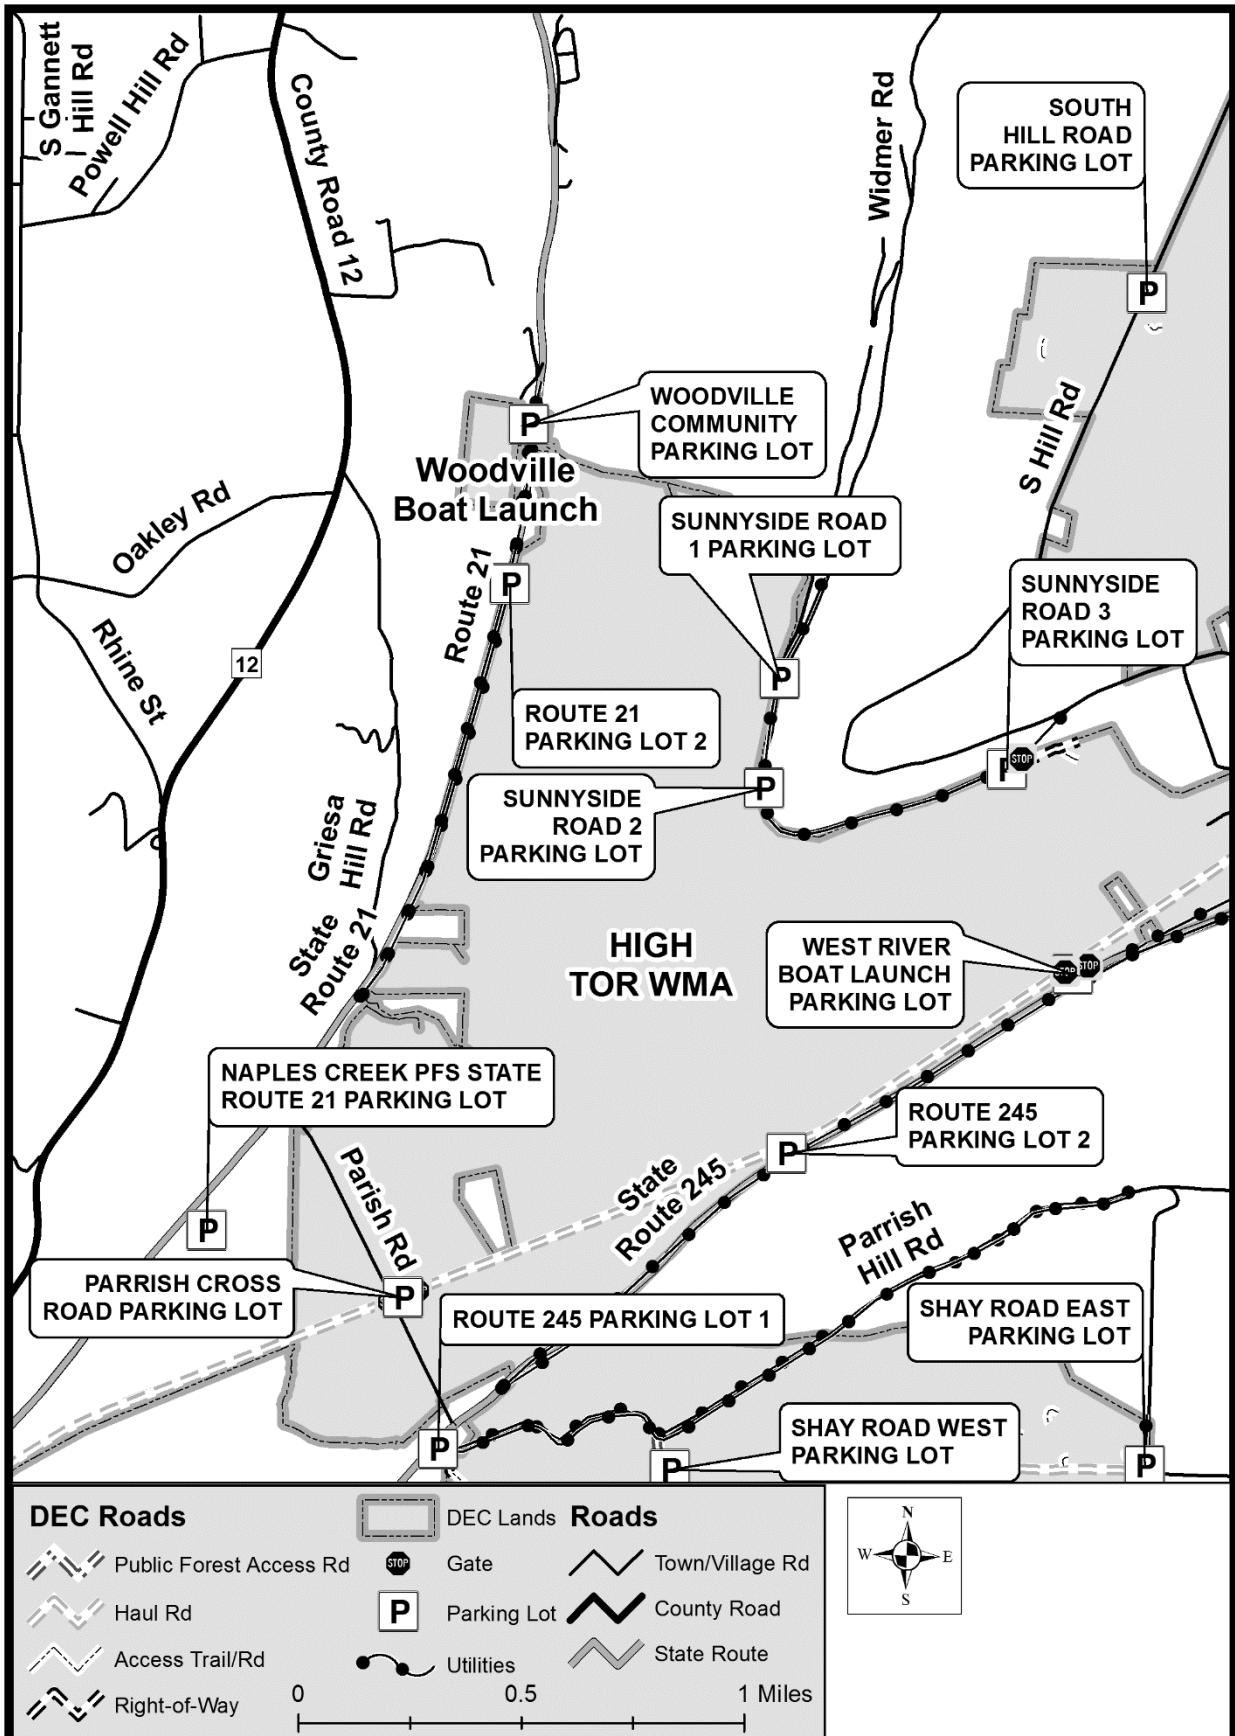 S Gannett
Hill Rd
Powell Hill Rd
County Road 12
Widmer Rd
SOUTH
HILL ROAD
PARKING LOT
P
WOODVILLE
COMMUNITY
PARKING LOT
P
S Hill Rd
Woodville
Boat Launch
Oakley Rd
SUNNYSIDE ROAD
1 PARKING LOT
Route 21
P
SUNNYSIDE
ROAD 3
PARKING LOT
Rhine St
12
P
ROUTE 21
PARKING LOT 2
P
STOP
P
SUNNYSIDE
ROAD 2
PARKING LOT
Griesa
Hill Rd
State
Route 21
HIGH
TOR WMA
WEST RIVER
BOAT LAUNCH
PARKING LOT
STOP
STOP
NAPLES CREEK PFS STATE
ROUTE 21 PARKING LOT
ROUTE 245
PARKING LOT 2
P
Parish Rd
State
Route 245
P
Parrish
Hill Rd
PARRISH CROSS
ROAD PARKING LOT
P
ROUTE 245 PARKING LOT 1
SHAY ROAD EAST
PARKING LOT
SHAY ROAD WEST
PARKING LOT
P
P
P
DEC Roads
Public Forest Access Rd
Haul Rd
Access Trail/Rd
Right-of-Way
DEC Lands
STOP Gate
P Parking Lot
Utilities
Roads
Town/Village Rd
County Road
State Route
0 0.5 1 Miles
N
W E
S